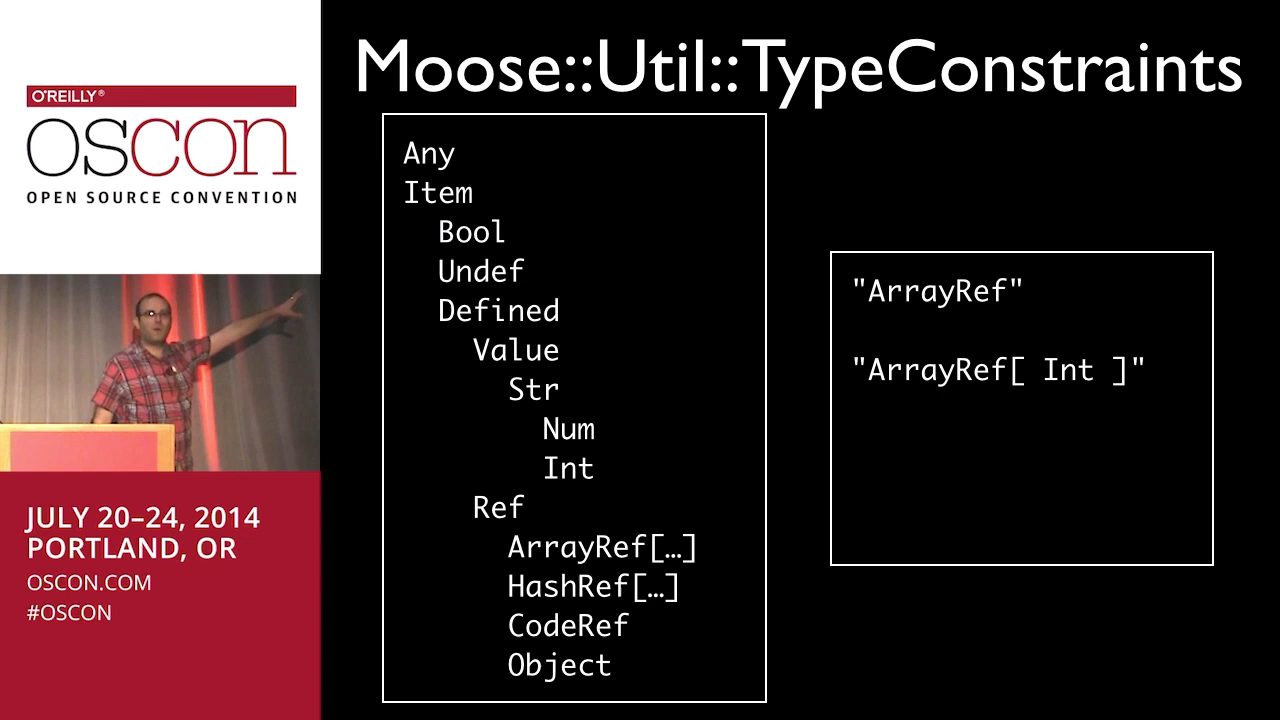 O'REILLY®
OSCON
OPEN SOURCE CONVENTION
JULY 20–24, 2014
PORTLAND, OR
OSCON.COM
#OSCON
Moose::Util::TypeConstraints
Any
Item
  Bool
  Undef
  Defined
    Value
      Str
        Num
        Int
    Ref
      ArrayRef[…]
      HashRef[…]
      CodeRef
      Object
"ArrayRef"
"ArrayRef[ Int ]"